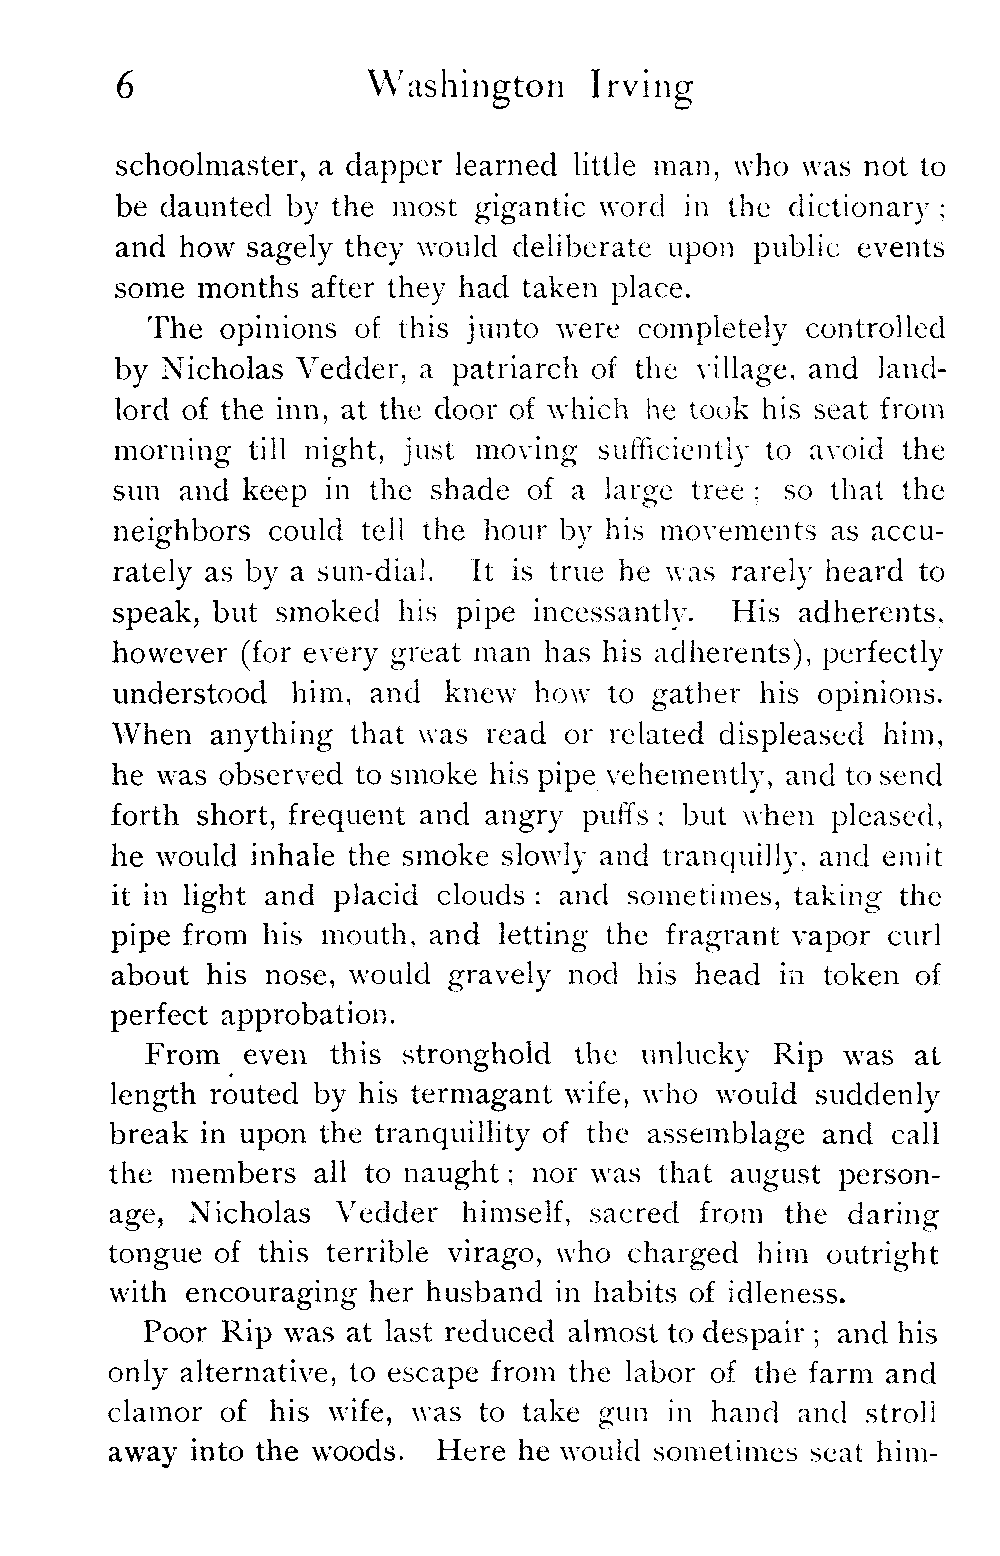 6 Washington Irving
schoolmaster, a dapper learned little man, who was not to
be daunted by the most gigantic word in the dictionary;
and how sagely they would deliberate upon public events
some months after they had taken place.
The opinions of this junto were completely controlled
by Nicholas Vedder, a patriarch of the village, and land-
lord of the inn, at the door of which he took his seat from
morning till night, just moving sufficiently to avoid the
sun and keep in the shade of a large tree; so that the
neighbors could tell the hour by his movements as accu-
rately as by a sun-dial. It is true he was rarely heard to
speak, but smoked his pipe incessantly. His adherents,
however (for every great man has his adherents), perfectly
understood him, and knew how to gather his opinions.
When anything that was read or related displeased him,
he was observed to smoke his pipe vehemently, and to send
forth short, frequent and angry puffs; but when pleased,
he would inhale the smoke slowly and tranquilly, and emit
it in light and placid clouds: and sometimes, taking the
pipe from his mouth, and letting the fragrant vapor curl
about his nose, would gravely nod his head in token of
perfect approbation.
From even this stronghold the unlucky Rip was at
length routed by his termagant wife, who would suddenly
break in upon the tranquillity of the assemblage and call
the members all to naught; nor was that august person-
age, Nicholas Vedder himself, sacred from the daring
tongue of this terrible virago, who charged him outright
with encouraging her husband in habits of idleness.
Poor Rip was at last reduced almost to despair; and his
only alternative, to escape from the labor of the farm and
clamor of his wife, was to take gun in hand and stroll
away into the woods. Here he would sometimes seat him-